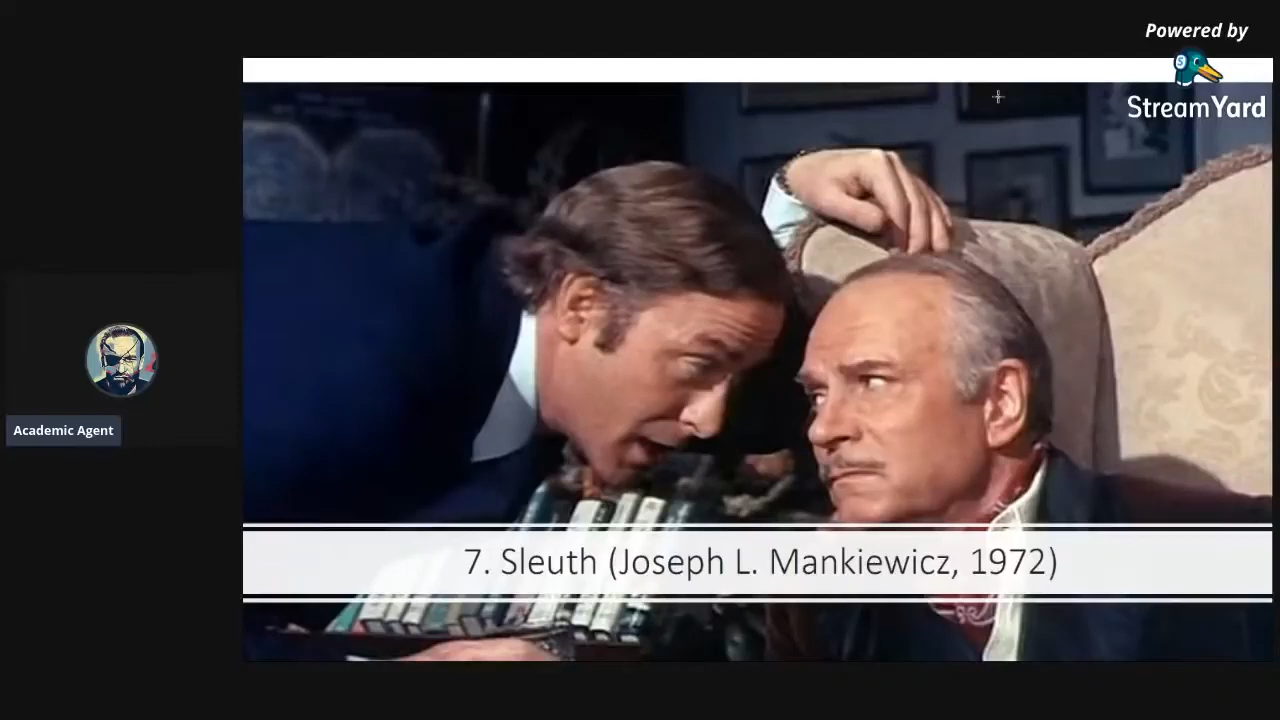 Powered by
StreamYard
Academic Agent
7. Sleuth (Joseph L. Mankiewicz, 1972)